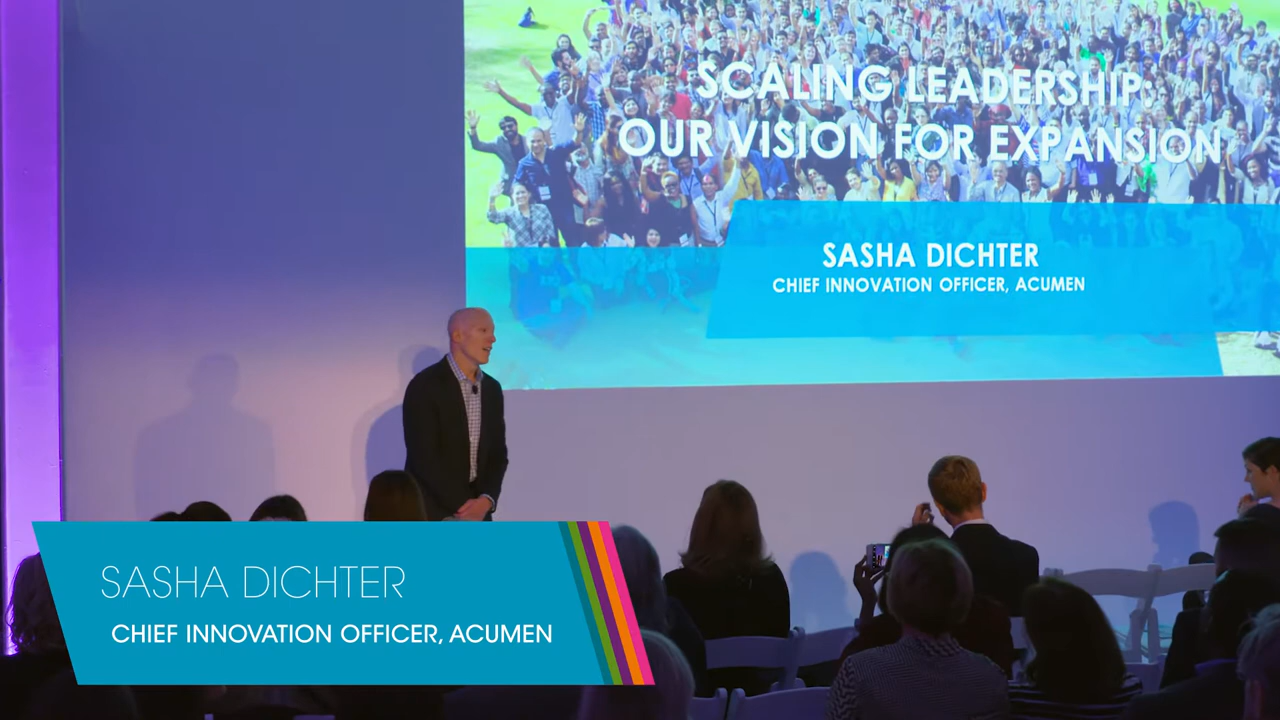 SCALING LEADERSHIP:
OUR VISION FOR EXPANSION
SASHA DICHTER
CHIEF INNOVATION OFFICER, ACUMEN
SASHA DICHTER
CHIEF INNOVATION OFFICER, ACUMEN